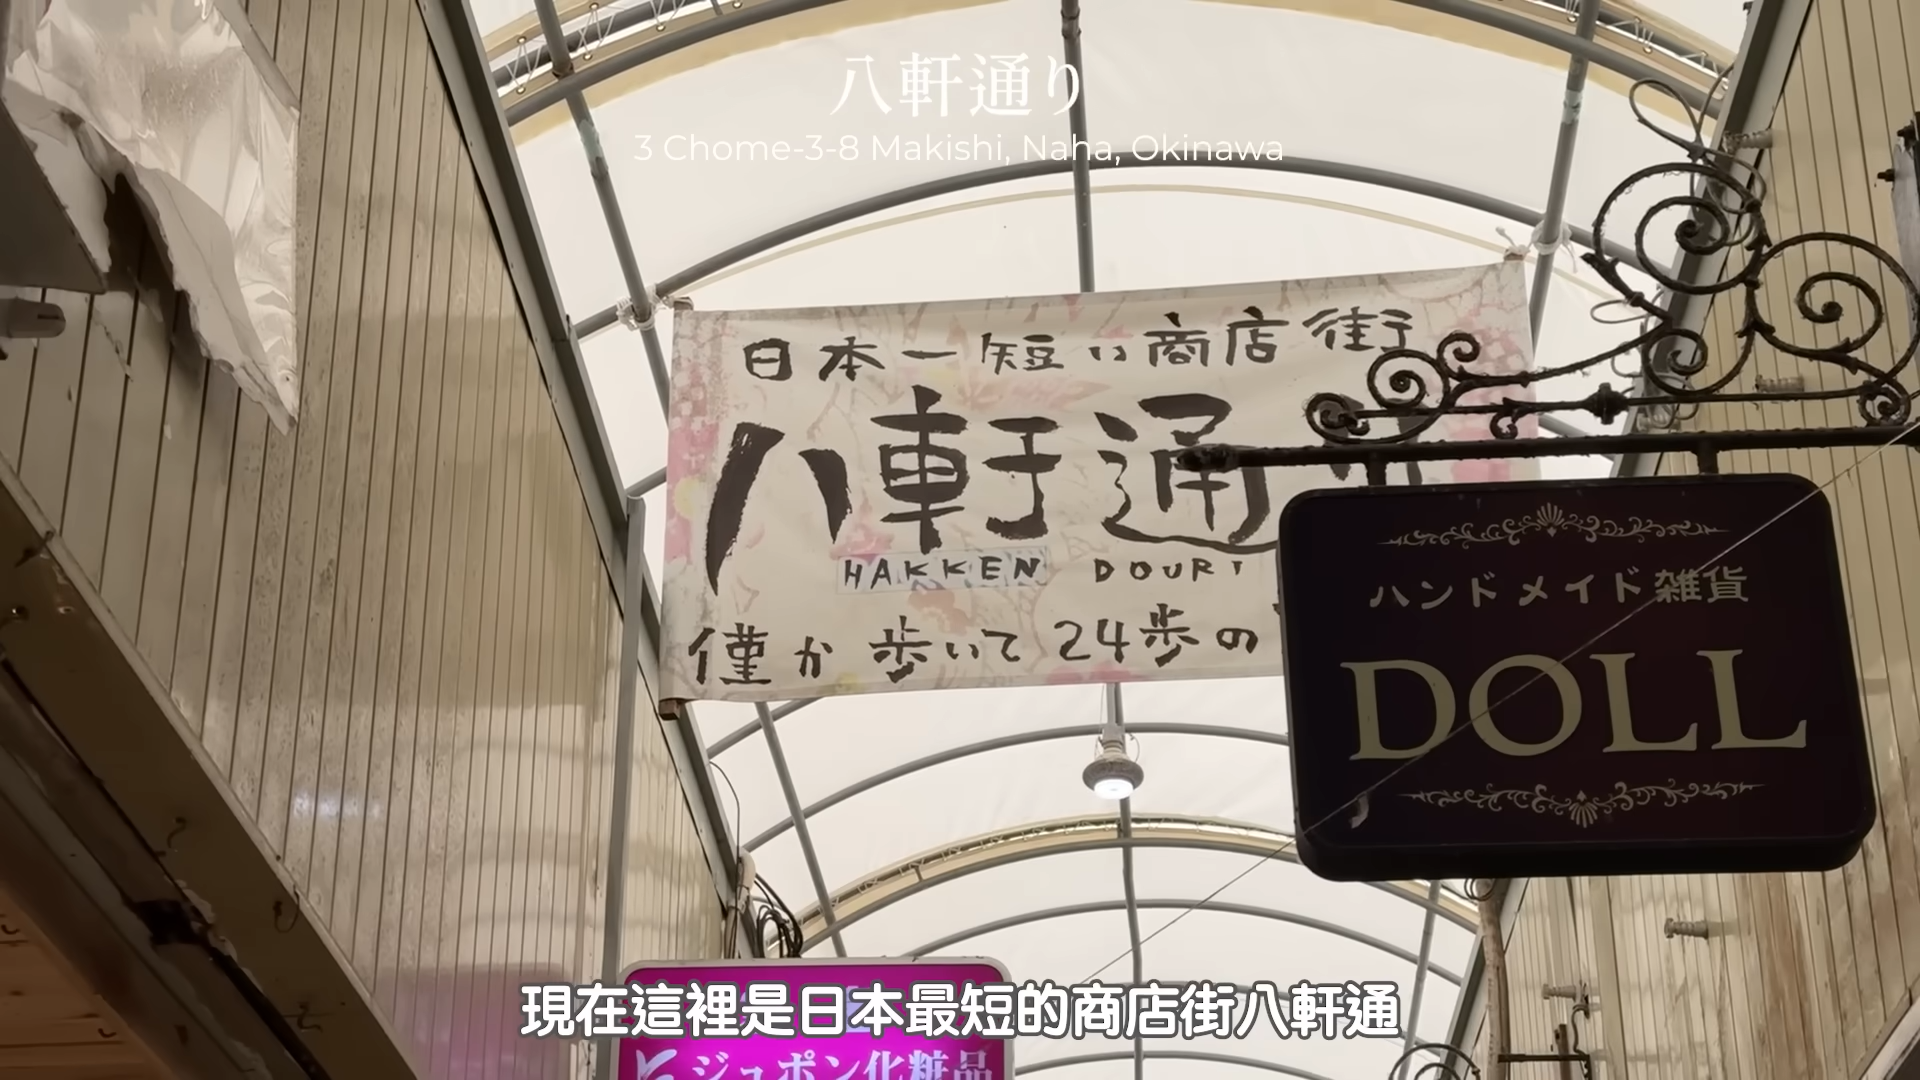 八軒通り
3 Chome-3-8 Makishi, Naha, Okinawa
日本一短い商店街
八軒通り
HAKKEN DOURI
僅か歩いて24歩の
ハンドメイド雑貨
DOLL
現在這裡是日本最短的商店街八軒通
ジュポン化粧品